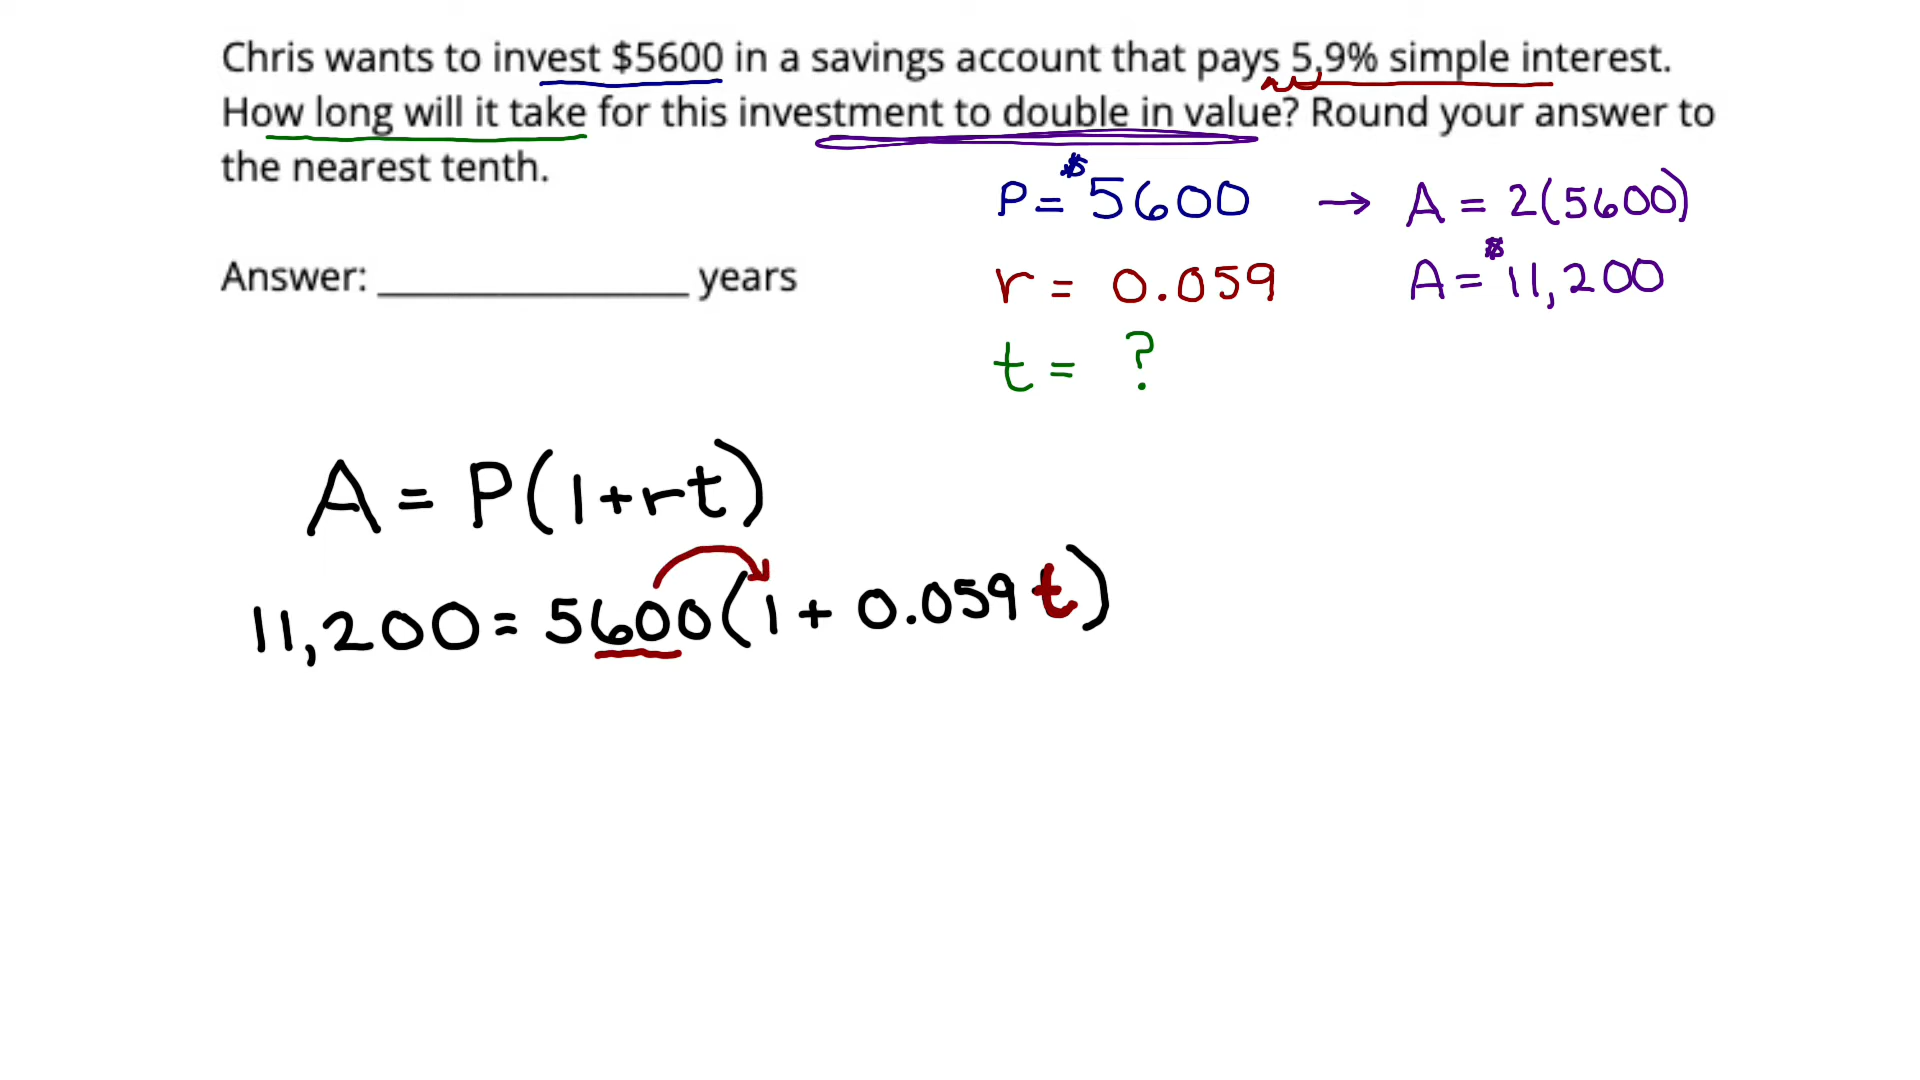 Chris wants to invest $5600 in a savings account that pays 5.9% simple interest.
How long will it take for this investment to double in value? Round your answer to
the nearest tenth.
P = $5600 → A = 2(5600)
Answer: ________________ years
r = 0.059 A = $11,200
t = ?
A = P(1+rt)
11,200 = 5600(1 + 0.059t)